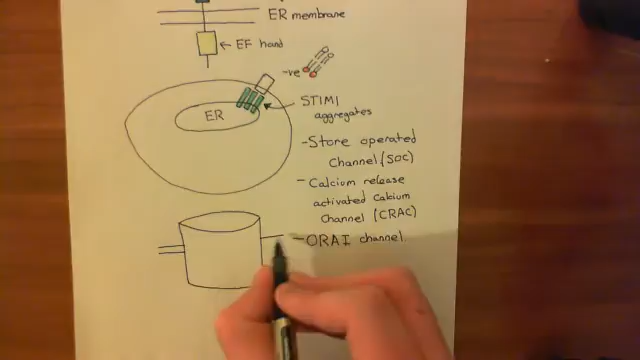 ER membrane
← EF hand
-ve
ER
STIM1
aggregates
- Store operated
Channel (SOC)
- Calcium release
activated Calcium
Channel (CRAC)
- ORAI channel